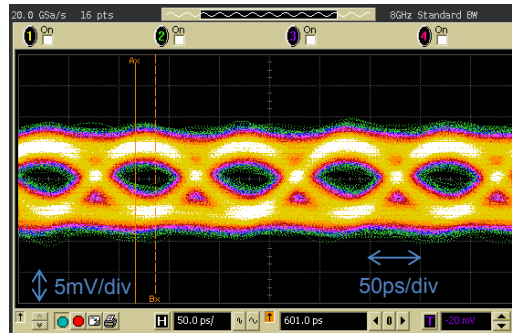 20.0 GSa/s 16 pts 8GHz Standard BW
1 On 2 On 3 On 4 On
Ax
5mV/div 50ps/div
Bx
H 50.0 ps/ 601.0 ps 0 T -20 mV